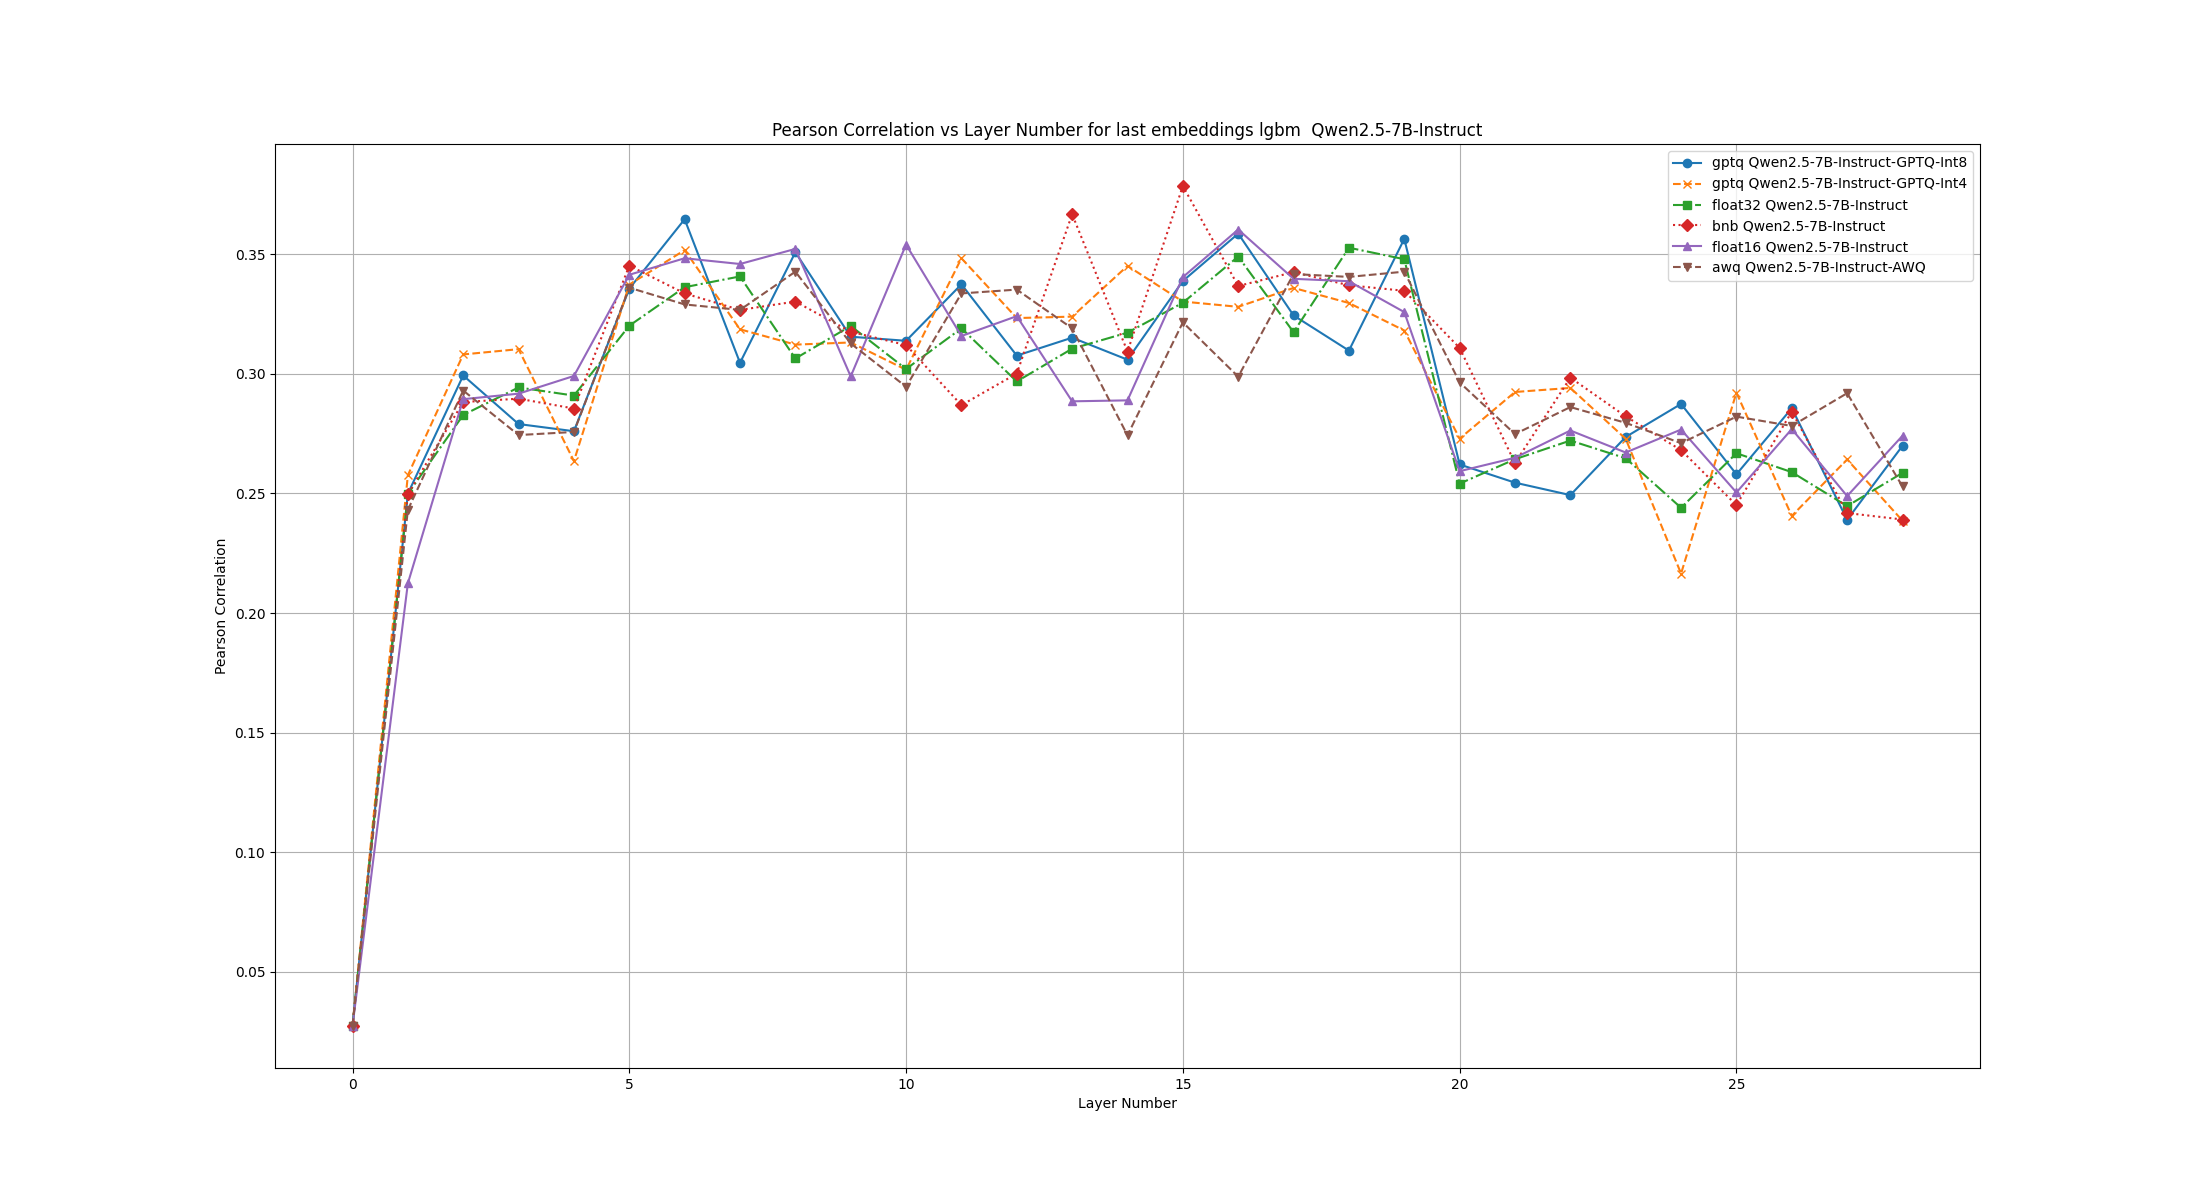 Pearson Correlation vs Layer Number for last embeddings lgbm  Qwen2.5-7B-Instruct
gptq Qwen2.5-7B-Instruct-GPTQ-Int8
gptq Qwen2.5-7B-Instruct-GPTQ-Int4
float32 Qwen2.5-7B-Instruct
bnb Qwen2.5-7B-Instruct
float16 Qwen2.5-7B-Instruct
awq Qwen2.5-7B-Instruct-AWQ
Pearson Correlation
0.35
0.30
0.25
0.20
0.15
0.10
0.05
0 5 10 15 20 25
Layer Number